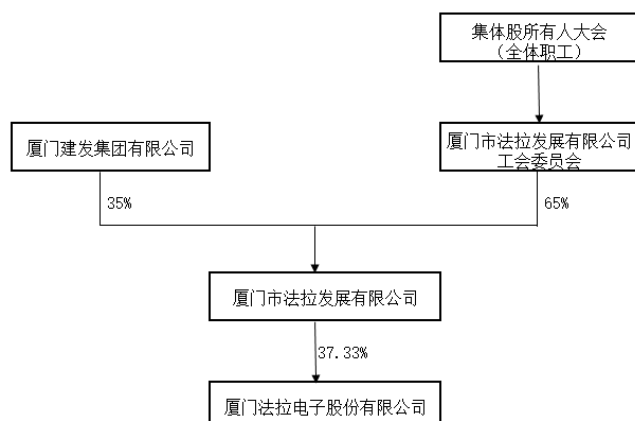 集体股所有人大会
（全体职工）
厦门建发集团有限公司
厦门市法拉发展有限公司
工会委员会
35%
65%
厦门市法拉发展有限公司
37.33%
厦门法拉电子股份有限公司